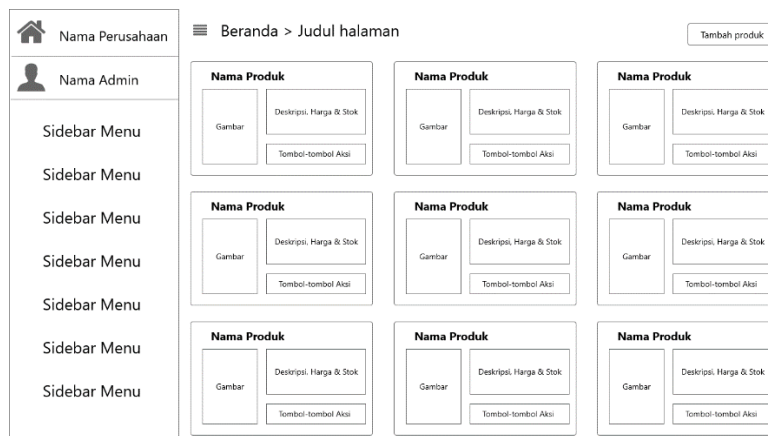 Nama Perusahaan
Nama Admin
Sidebar Menu
Sidebar Menu
Sidebar Menu
Sidebar Menu
Sidebar Menu
Sidebar Menu
Sidebar Menu
Beranda > Judul halaman
Tambah produk
Nama Produk
Gambar
Deskripsi, Harga & Stok
Tombol-tombol Aksi
Nama Produk
Gambar
Deskripsi, Harga & Stok
Tombol-tombol Aksi
Nama Produk
Gambar
Deskripsi, Harga & Stok
Tombol-tombol Aksi
Nama Produk
Gambar
Deskripsi, Harga & Stok
Tombol-tombol Aksi
Nama Produk
Gambar
Deskripsi, Harga & Stok
Tombol-tombol Aksi
Nama Produk
Gambar
Deskripsi, Harga & Stok
Tombol-tombol Aksi
Nama Produk
Gambar
Deskripsi, Harga & Stok
Tombol-tombol Aksi
Nama Produk
Gambar
Deskripsi, Harga & Stok
Tombol-tombol Aksi
Nama Produk
Gambar
Deskripsi, Harga & Stok
Tombol-tombol Aksi